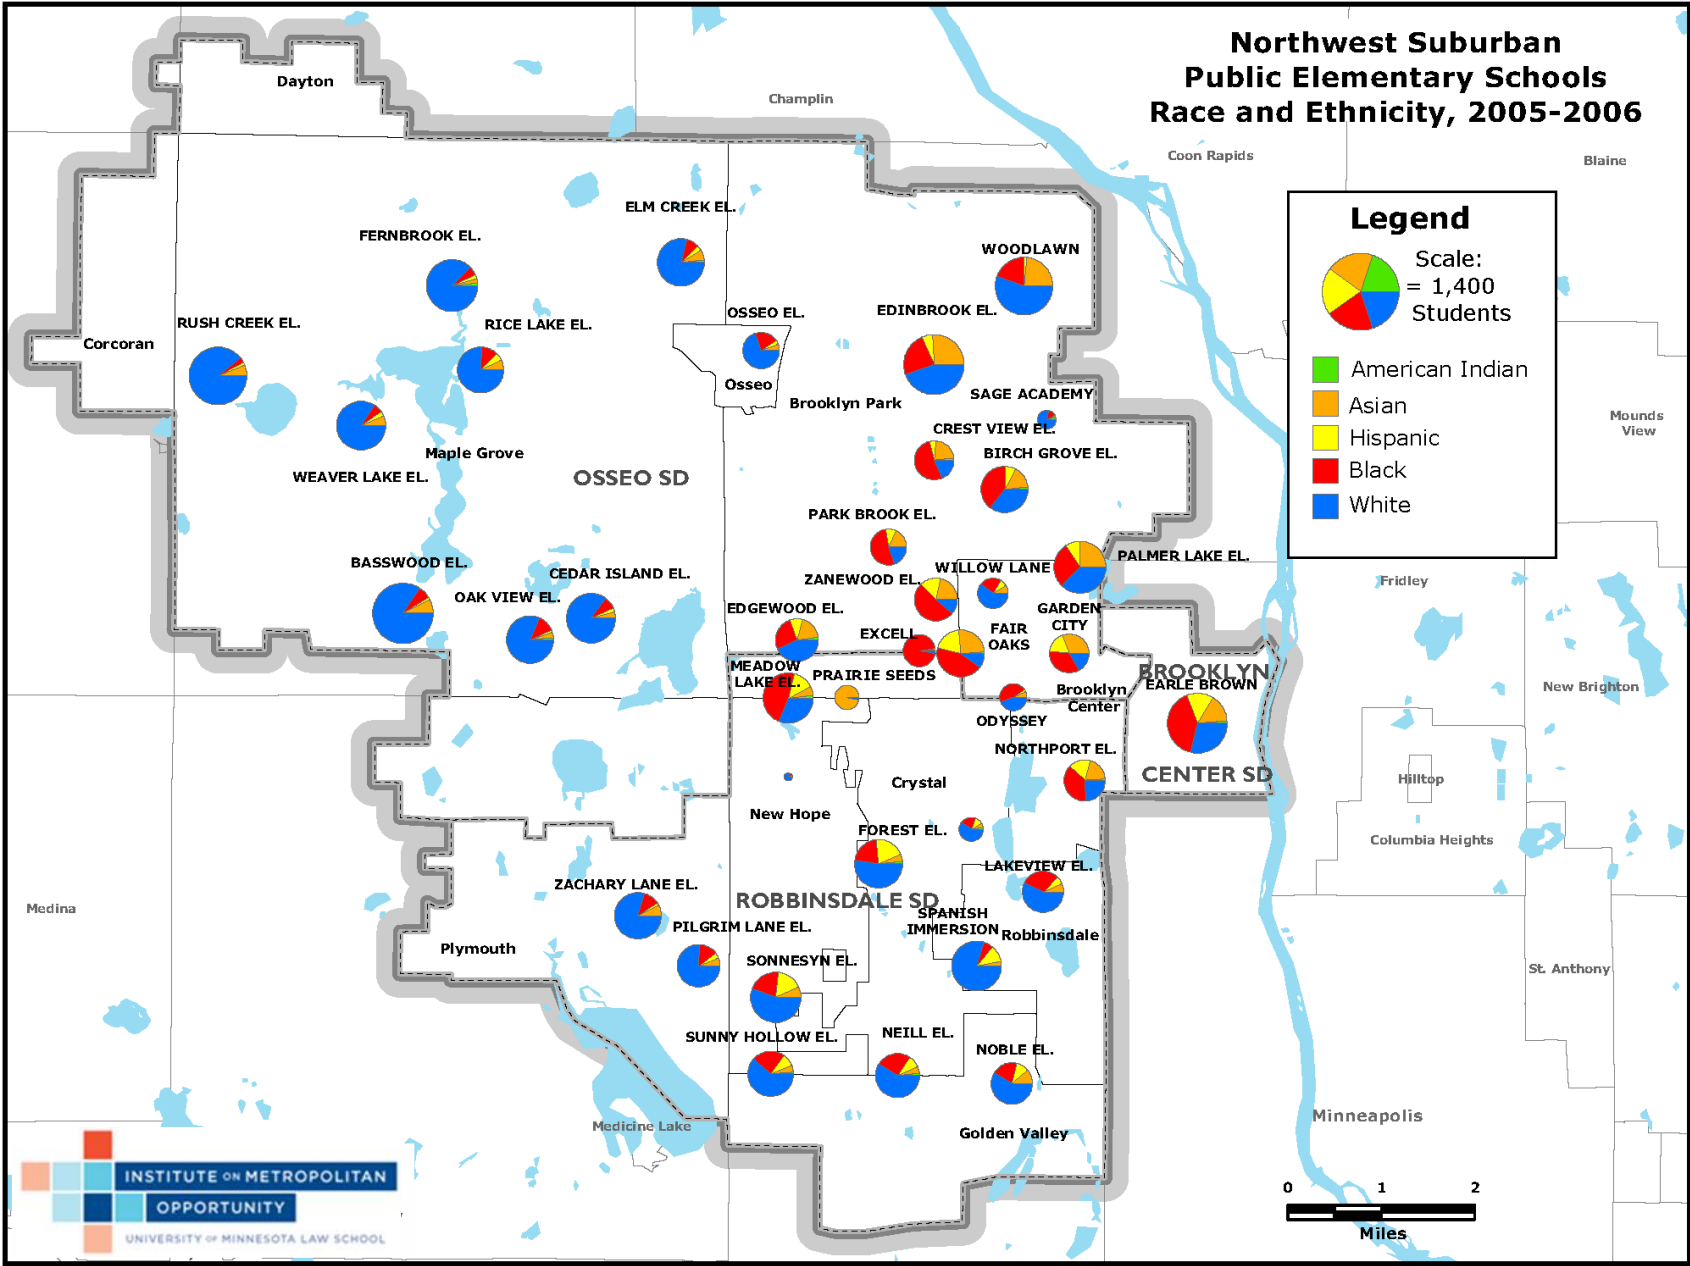 Northwest Suburban
Public Elementary Schools
Race and Ethnicity, 2005-2006
Dayton
Champlin
Coon Rapids
Blaine
Legend
Scale:
= 1,400
Students
American Indian
Asian
Hispanic
Black
White
ELM CREEK EL.
FERNBROOK EL.
WOODLAWN
EDINBROOK EL.
OSSEO EL.
RUSH CREEK EL.
RICE LAKE EL.
Corcoran
Osseo
Brooklyn Park
SAGE ACADEMY
Mounds
View
CREST VIEW EL.
BIRCH GROVE EL.
Maple Grove
WEAVER LAKE EL.
OSSEO SD
PARK BROOK EL.
PALMER LAKE EL.
BASSWOOD EL.
CEDAR ISLAND EL.
WILLOW LANE
ZANEWOOD EL.
Fridley
OAK VIEW EL.
EDGEWOOD EL.
GARDEN
CITY
EXCELL
FAIR
OAKS
MEADOW
LAKE EL.
PRAIRIE SEEDS
BROOKLYN
EARLE BROWN
New Brighton
Brooklyn
Center
ODYSSEY
NORTHPORT EL.
CENTER SD
Hilltop
Crystal
New Hope
FOREST EL.
Columbia Heights
LAKEVIEW EL.
ZACHARY LANE EL.
ROBBINSDALE SD
Medina
SPANISH
IMMERSION
PILGRIM LANE EL.
Robbinsdale
Plymouth
SONNESYN EL.
St. Anthony
SUNNY HOLLOW EL.
NEILL EL.
NOBLE EL.
Medicine Lake
Golden Valley
Minneapolis
INSTITUTE ON METROPOLITAN
OPPORTUNITY
UNIVERSITY OF MINNESOTA LAW SCHOOL
0 1 2
Miles